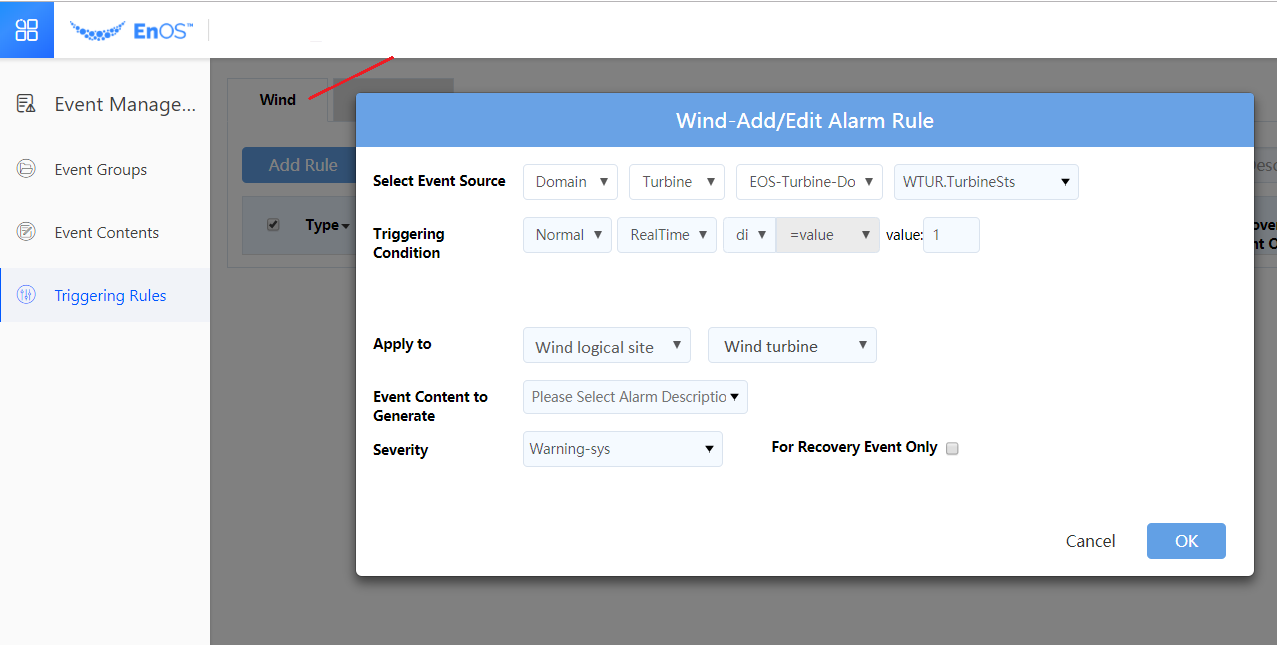 EnOS™
Event Manage...
Event Groups
Event Contents
Triggering Rules
Wind
Add Rule
Type
Wind-Add/Edit Alarm Rule
Select Event Source Domain Turbine EOS-Turbine-Do WTUR.TurbineSts
Triggering Condition Normal RealTime di =value value: 1
Apply to Wind logical site Wind turbine
Event Content to Generate Please Select Alarm Descriptio
Severity Warning-sys For Recovery Event Only
Cancel OK